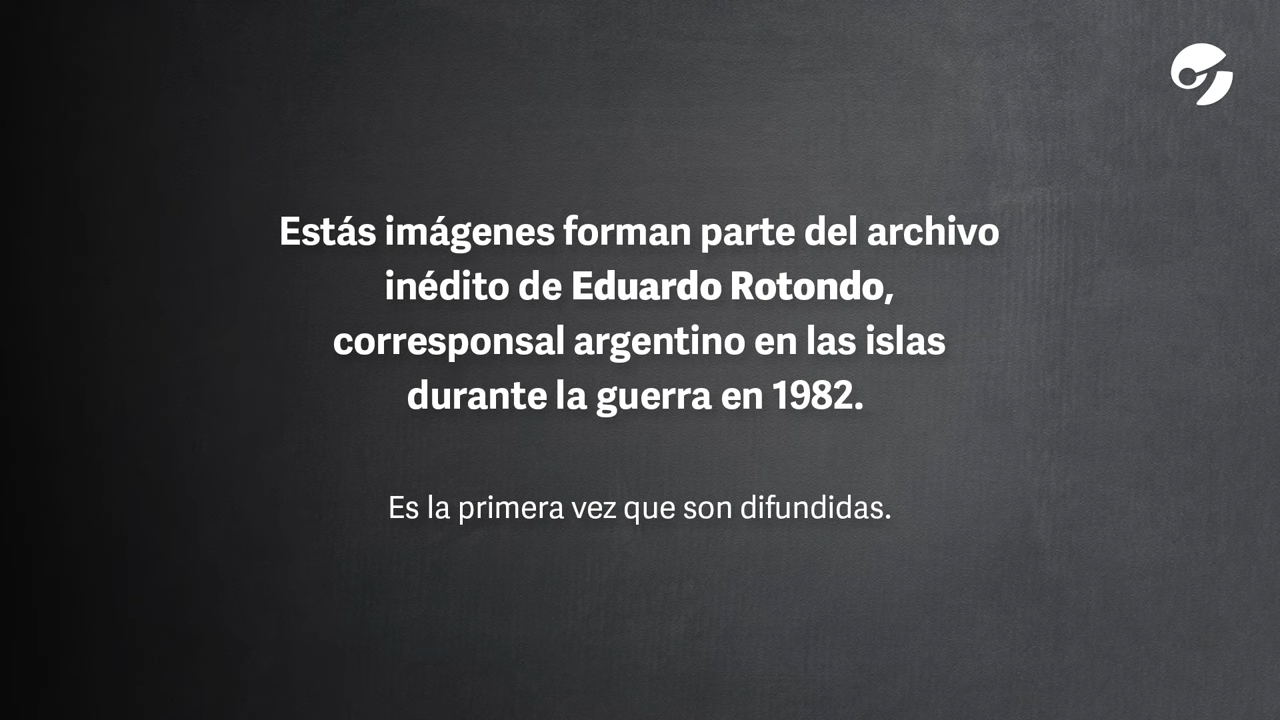 Estás imágenes forman parte del archivo
inédito de Eduardo Rotondo,
corresponsal argentino en las islas
durante la guerra en 1982.
Es la primera vez que son difundidas.